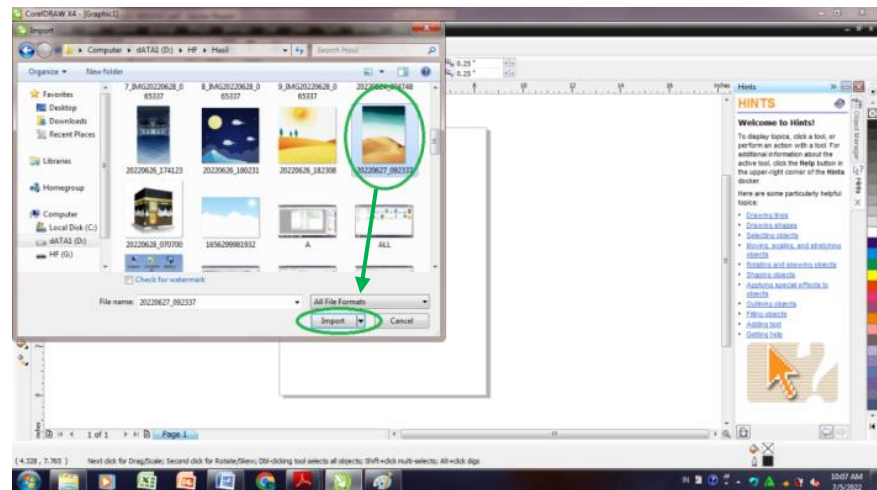 CorelDRAW X4 - [Graphic1]
Import
Computer ▸ dATA1 (D:) ▸ HF ▸ Hasil
Search Hasil
Organize
New folder
Favorites
Desktop
Downloads
Recent Places
Libraries
Homegroup
Computer
Local Disk (C:)
dATA1 (D:)
HF (G:)
7_IMG20220628_0
65337
8_IMG20220628_0
65337
9_IMG20220628_0
65337
20220626_174123
20220626_180231
20220626_182308
20220627_092337
20220628_070700
1656299981932
A
ALL
Check for watermark
File name: 20220627_092337
All File Formats
Import
Cancel
0.25 "
0.25 "
8 10 12 14 16 inches
Hints
HINTS
Welcome to Hints!
To display topics, click a tool, or
perform an action with a tool. For
additional information about the
active tool, click the Help button in
the upper-right corner of the Hints
docker.
Here are some particularly helpful
topics:
• Drawing lines
• Drawing shapes
• Selecting objects
• Moving, scaling, and stretching
objects
• Rotating and skewing objects
• Shaping objects
• Applying special effects to
objects
• Outlining objects
• Filling objects
• Adding text
• Getting help
Object Manager
Hints
inches
1 of 1
Page 1
( 4.328 , 7.765 )
Next click for Drag/Scale; Second click for Rotate/Skew; Dbl-clicking tool selects all objects; Shift+click multi-selects; Alt+click digs
IN
10:07 AM
7/5/2022